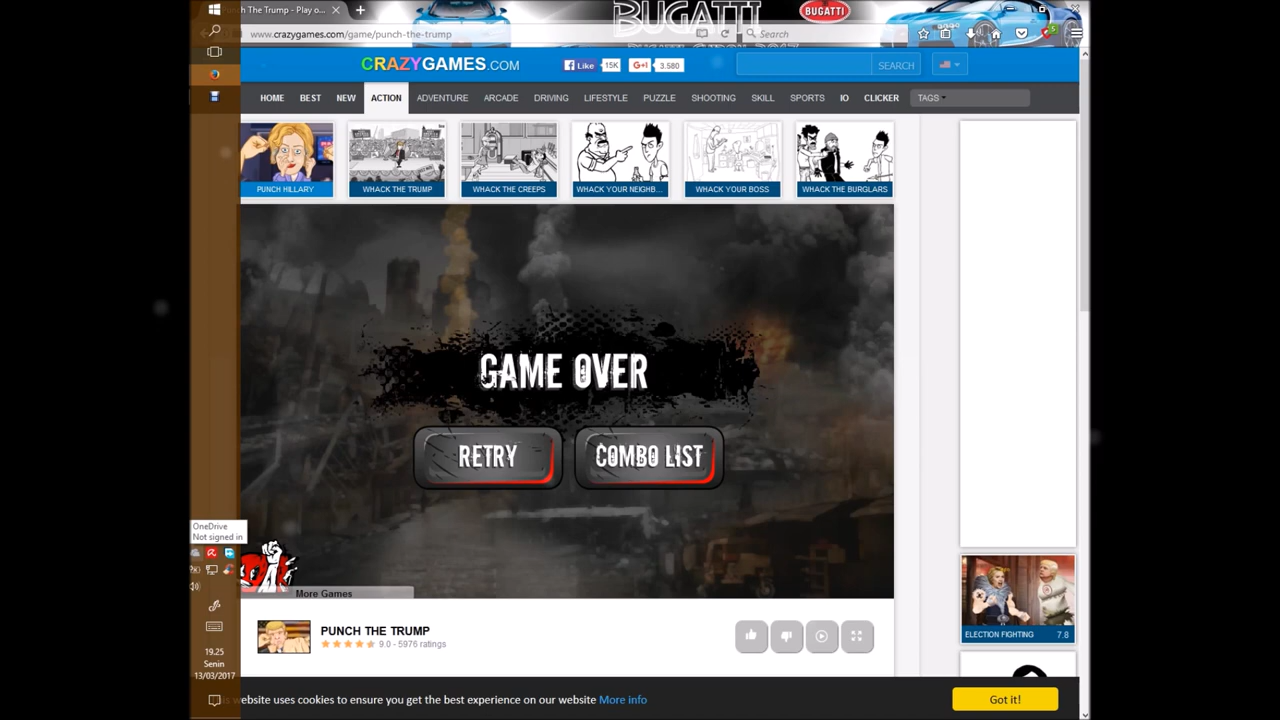 Punch The Trump - Play o...
BUGATTI
BUGATTI
www.crazygames.com/game/punch-the-trump
Search
CRAZYGAMES.COM
Like
15K
G+1
3.580
SEARCH
HOME
BEST
NEW
ACTION
ADVENTURE
ARCADE
DRIVING
LIFESTYLE
PUZZLE
SHOOTING
SKILL
SPORTS
IO
CLICKER
TAGS
PUNCH HILLARY
WHACK THE TRUMP
WHACK THE CREEPS
WHACK YOUR NEIGHB...
WHACK YOUR BOSS
WHACK THE BURGLARS
GAME OVER
RETRY
COMBO LIST
OneDrive
Not signed in
More Games
PUNCH THE TRUMP
9.0 - 5976 ratings
ELECTION FIGHTING
7.8
19.25
Senin
13/03/2017
website uses cookies to ensure you get the best experience on our website More info
Got it!